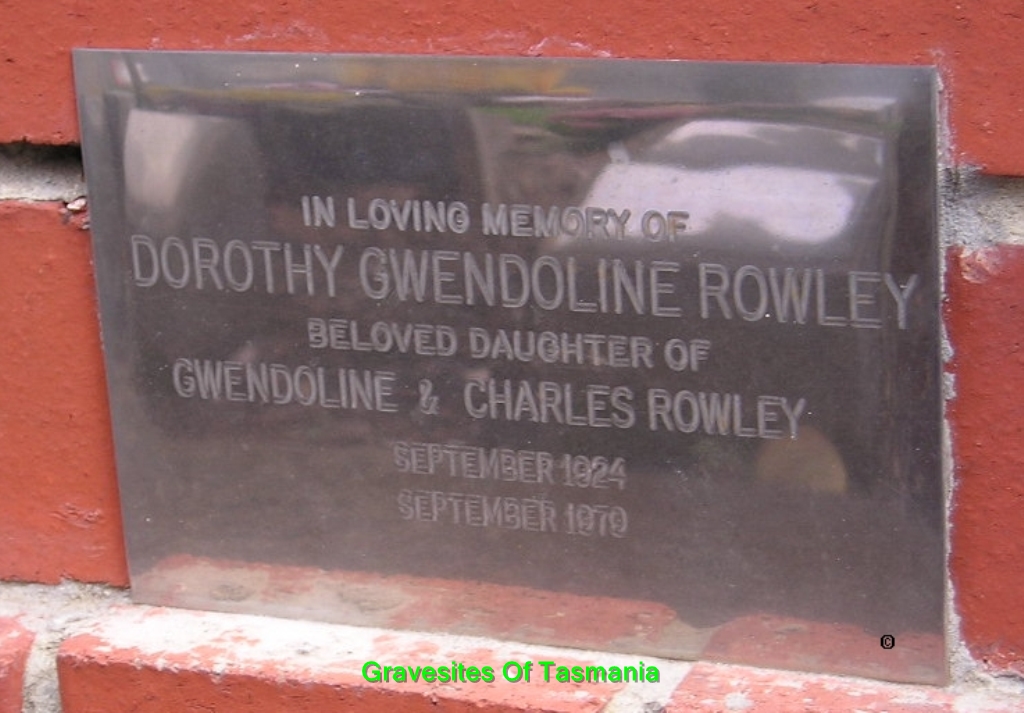 IN LOVING MEMORY OF
DOROTHY GWENDOLINE ROWLEY
BELOVED DAUGHTER OF
GWENDOLINE & CHARLES ROWLEY
SEPTEMBER 1924
SEPTEMBER 1979
©
Gravesites Of Tasmania